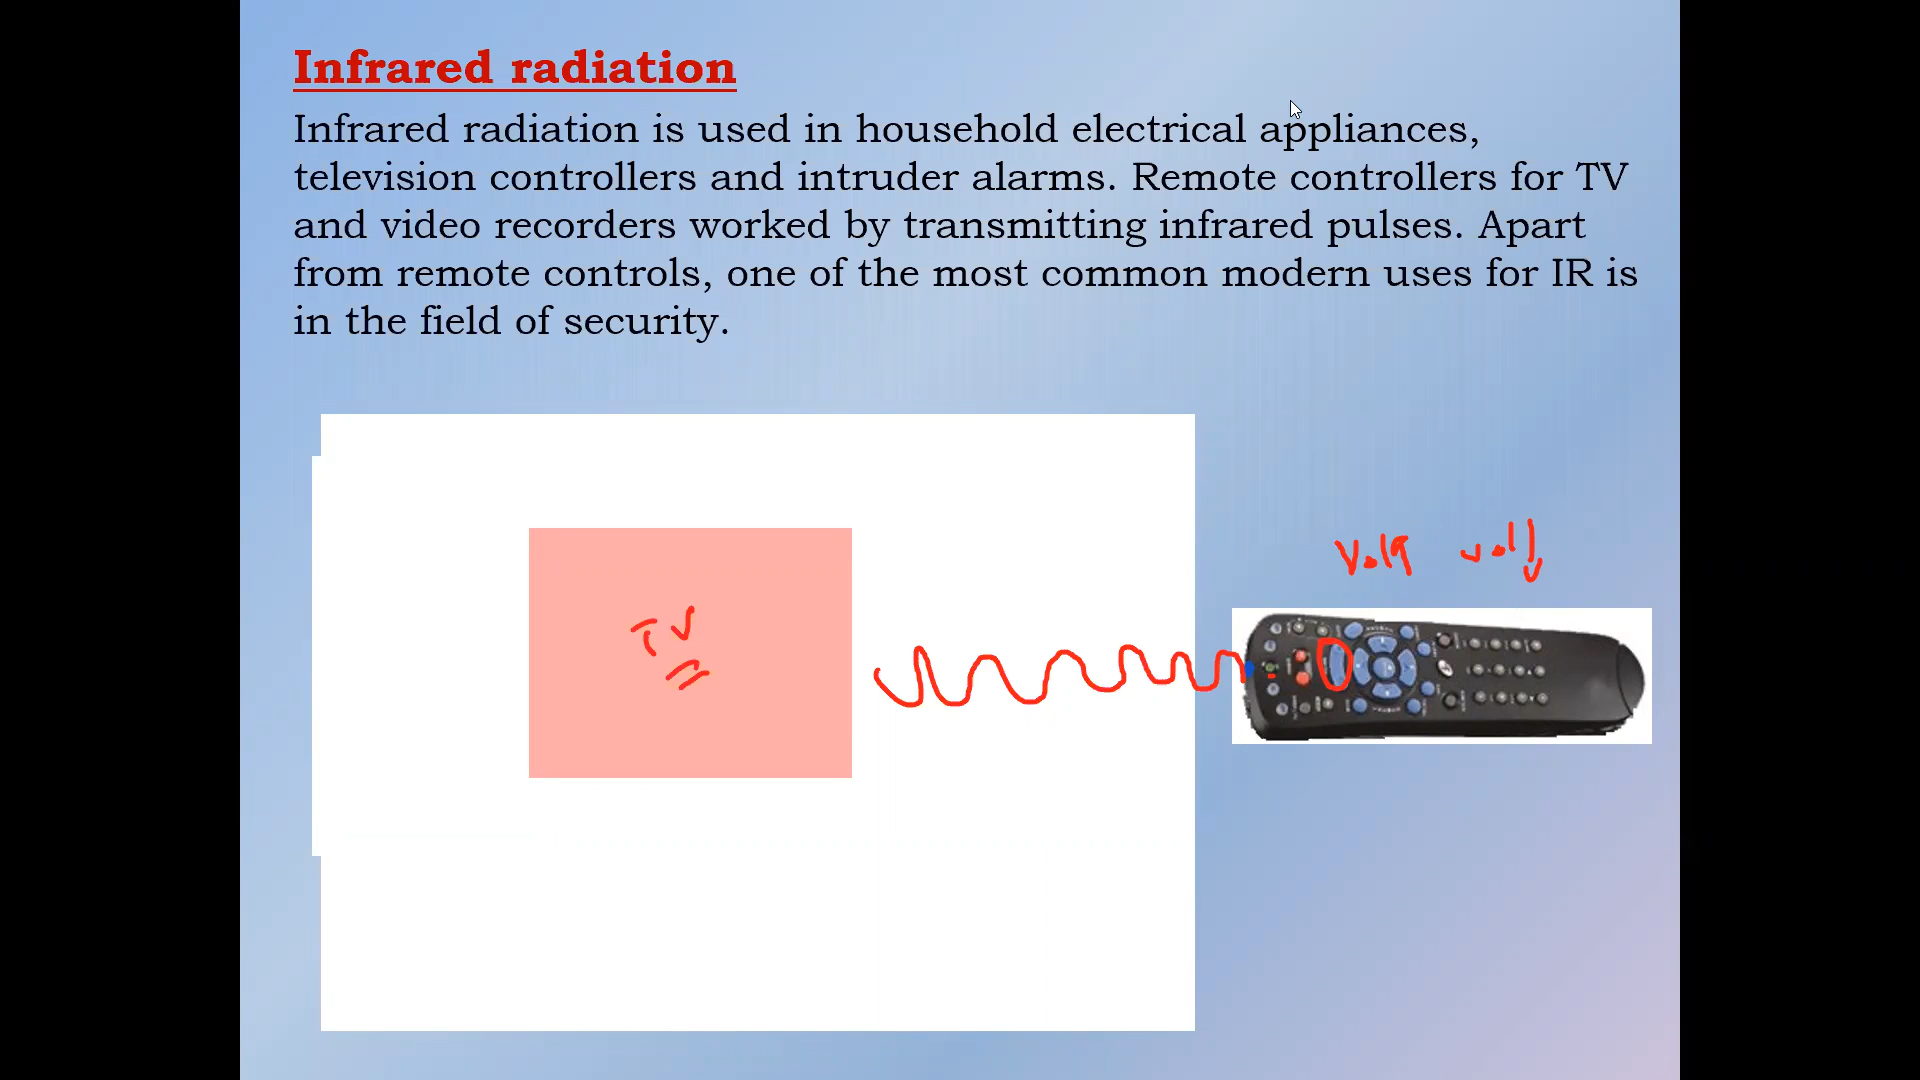 Infrared radiation
Infrared radiation is used in household electrical appliances,
television controllers and intruder alarms. Remote controllers for TV
and video recorders worked by transmitting infrared pulses. Apart
from remote controls, one of the most common modern uses for IR is
in the field of security.
vol↑ vol↓
TV